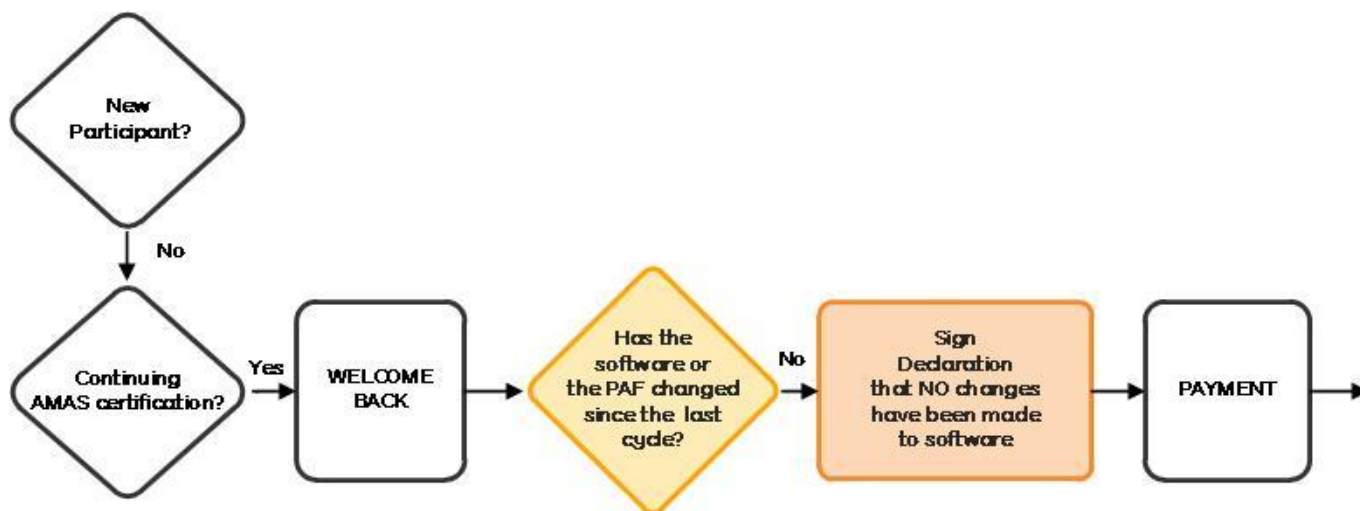 New
Participant?
No
Continuing
AMAS certification?
Yes
WELCOME
BACK
Has the
software or
the PAF changed
since the last
cycle?
No
Sign
Declaration
that NO changes
have been made
to software
PAYMENT